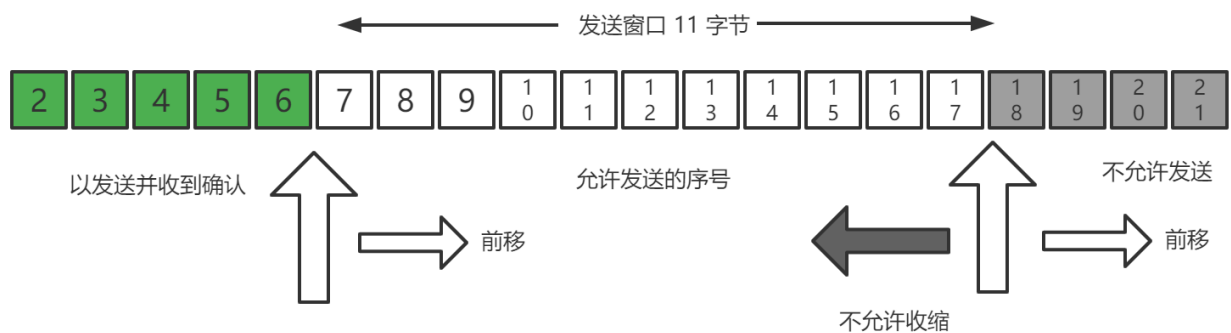 发送窗口 11 字节
2 3 4 5 6 7 8 9 10 11 12 13 14 15 16 17 18 19 20 21
以发送并收到确认
允许发送的序号
不允许发送
前移
前移
不允许收缩